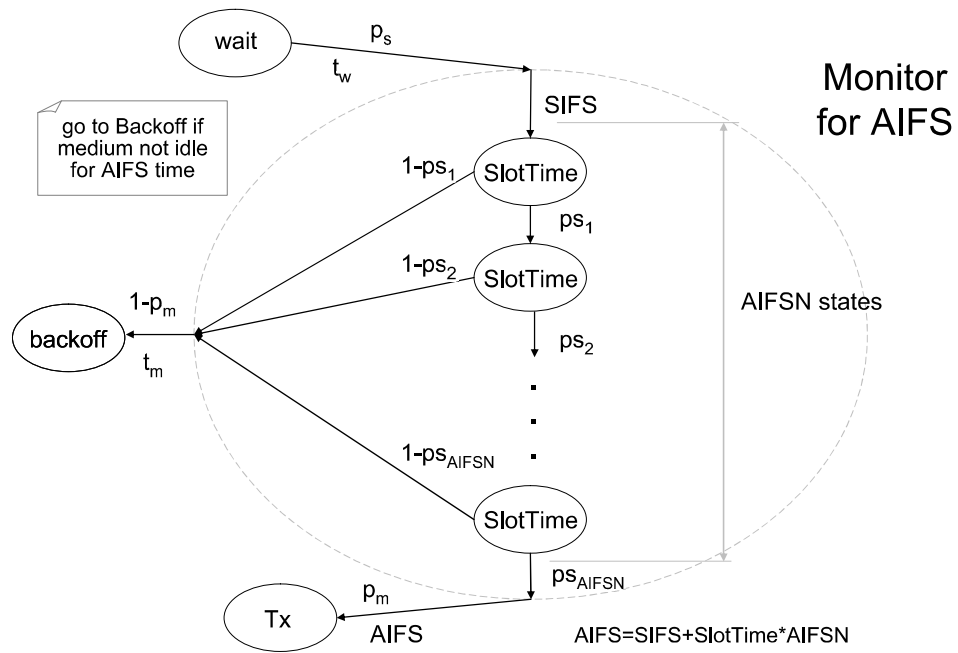 wait
p_s
t_w
Monitor
for AIFS
SIFS
go to Backoff if
medium not idle
for AIFS time
1-ps_1
SlotTime
ps_1
1-ps_2
SlotTime
AIFSN states
1-p_m
backoff
t_m
ps_2
1-ps_AIFSN
SlotTime
ps_AIFSN
p_m
Tx
AIFS
AIFS=SIFS+SlotTime*AIFSN